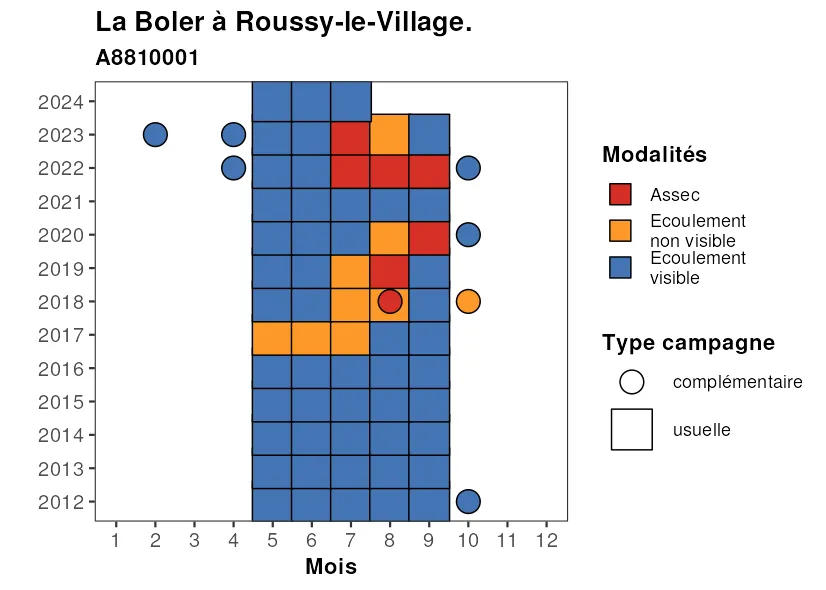 La Boler à Roussy-le-Village.
A8810001
2024
2023
2022
2021
2020
2019
2018
2017
2016
2015
2014
2013
2012
1 2 3 4 5 6 7 8 9 10 11 12
Mois
Modalités
Assec
Ecoulement
non visible
Ecoulement
visible
Type campagne
complémentaire
usuelle